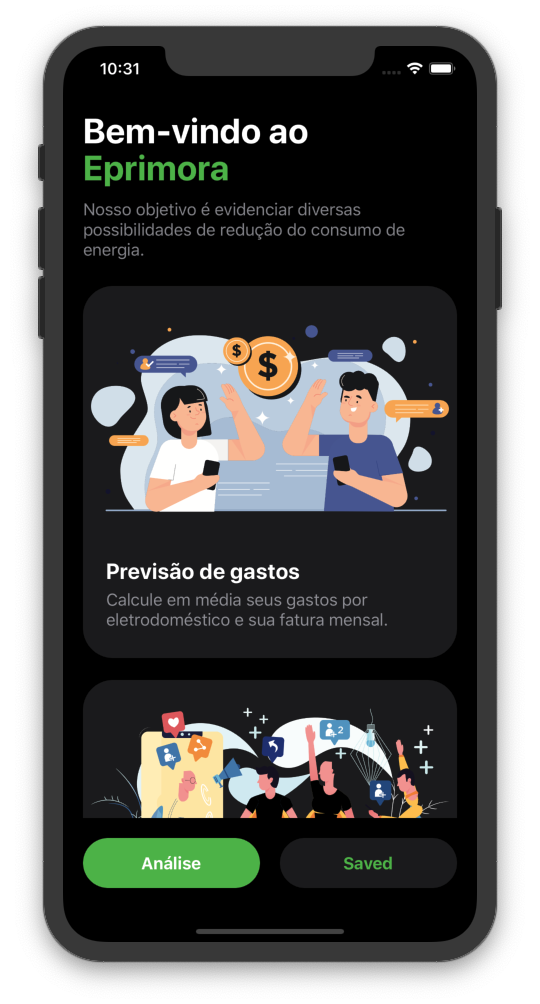 10:31
Bem-vindo ao
Eprimora
Nosso objetivo é evidenciar diversas
possibilidades de redução do consumo de
energia.
$
$
2
Previsão de gastos
Calcule em média seus gastos por
eletrodoméstico e sua fatura mensal.
Análise
Saved